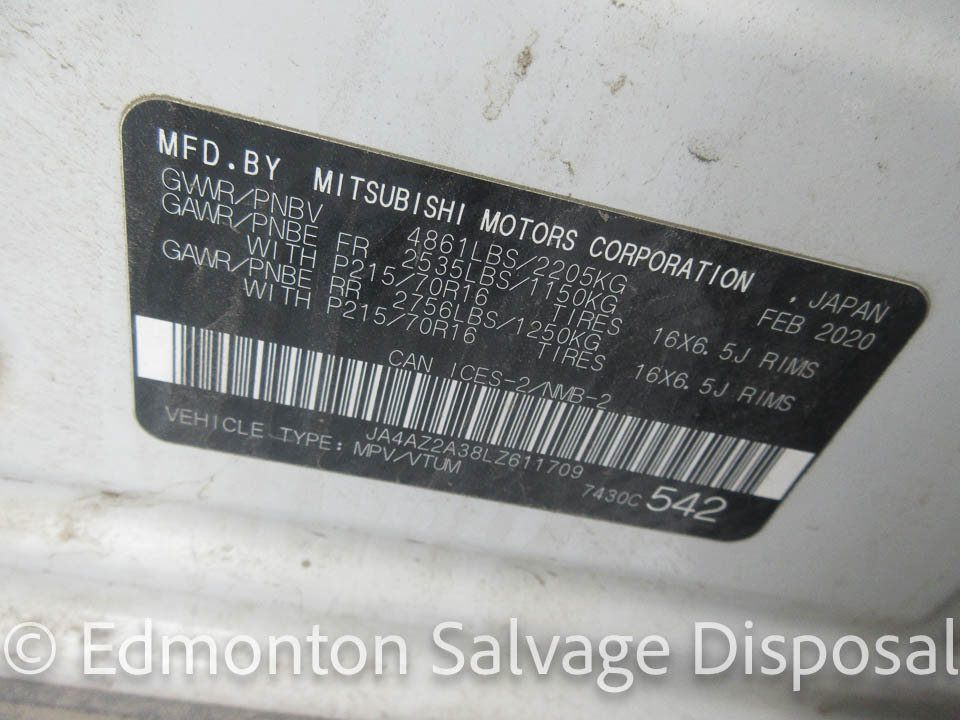 MFD.BY MITSUBISHI MOTORS CORPORATION , JAPAN
GVWR/PNBV 4861LBS/2205KG FEB 2020
GAWR/PNBE FR 2535LBS/1150KG
WITH P215/70R16 TIRES 16X6.5J RIMS
GAWR/PNBE RR 2756LBS/1250KG
WITH P215/70R16 TIRES 16X6.5J RIMS
CAN ICES-2/NMB-2
JA4AZ2A38LZ611709
VEHICLE TYPE: MPV/VTUM 7430C 542
© Edmonton Salvage Disposal